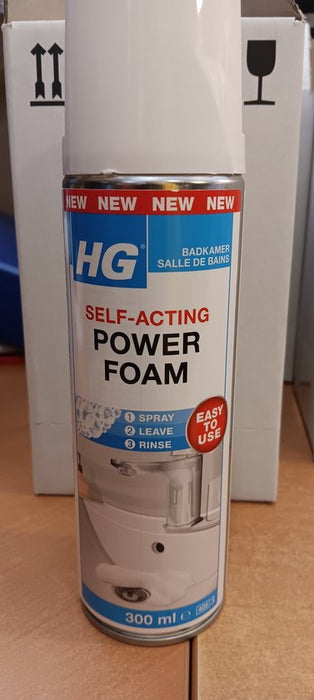 NEW NEW NEW NEW
HG
BADKAMER
SALLE DE BAINS
SELF-ACTING
POWER
FOAM
1 SPRAY
2 LEAVE
3 RINSE
EASY
TO
USE
300 ml e